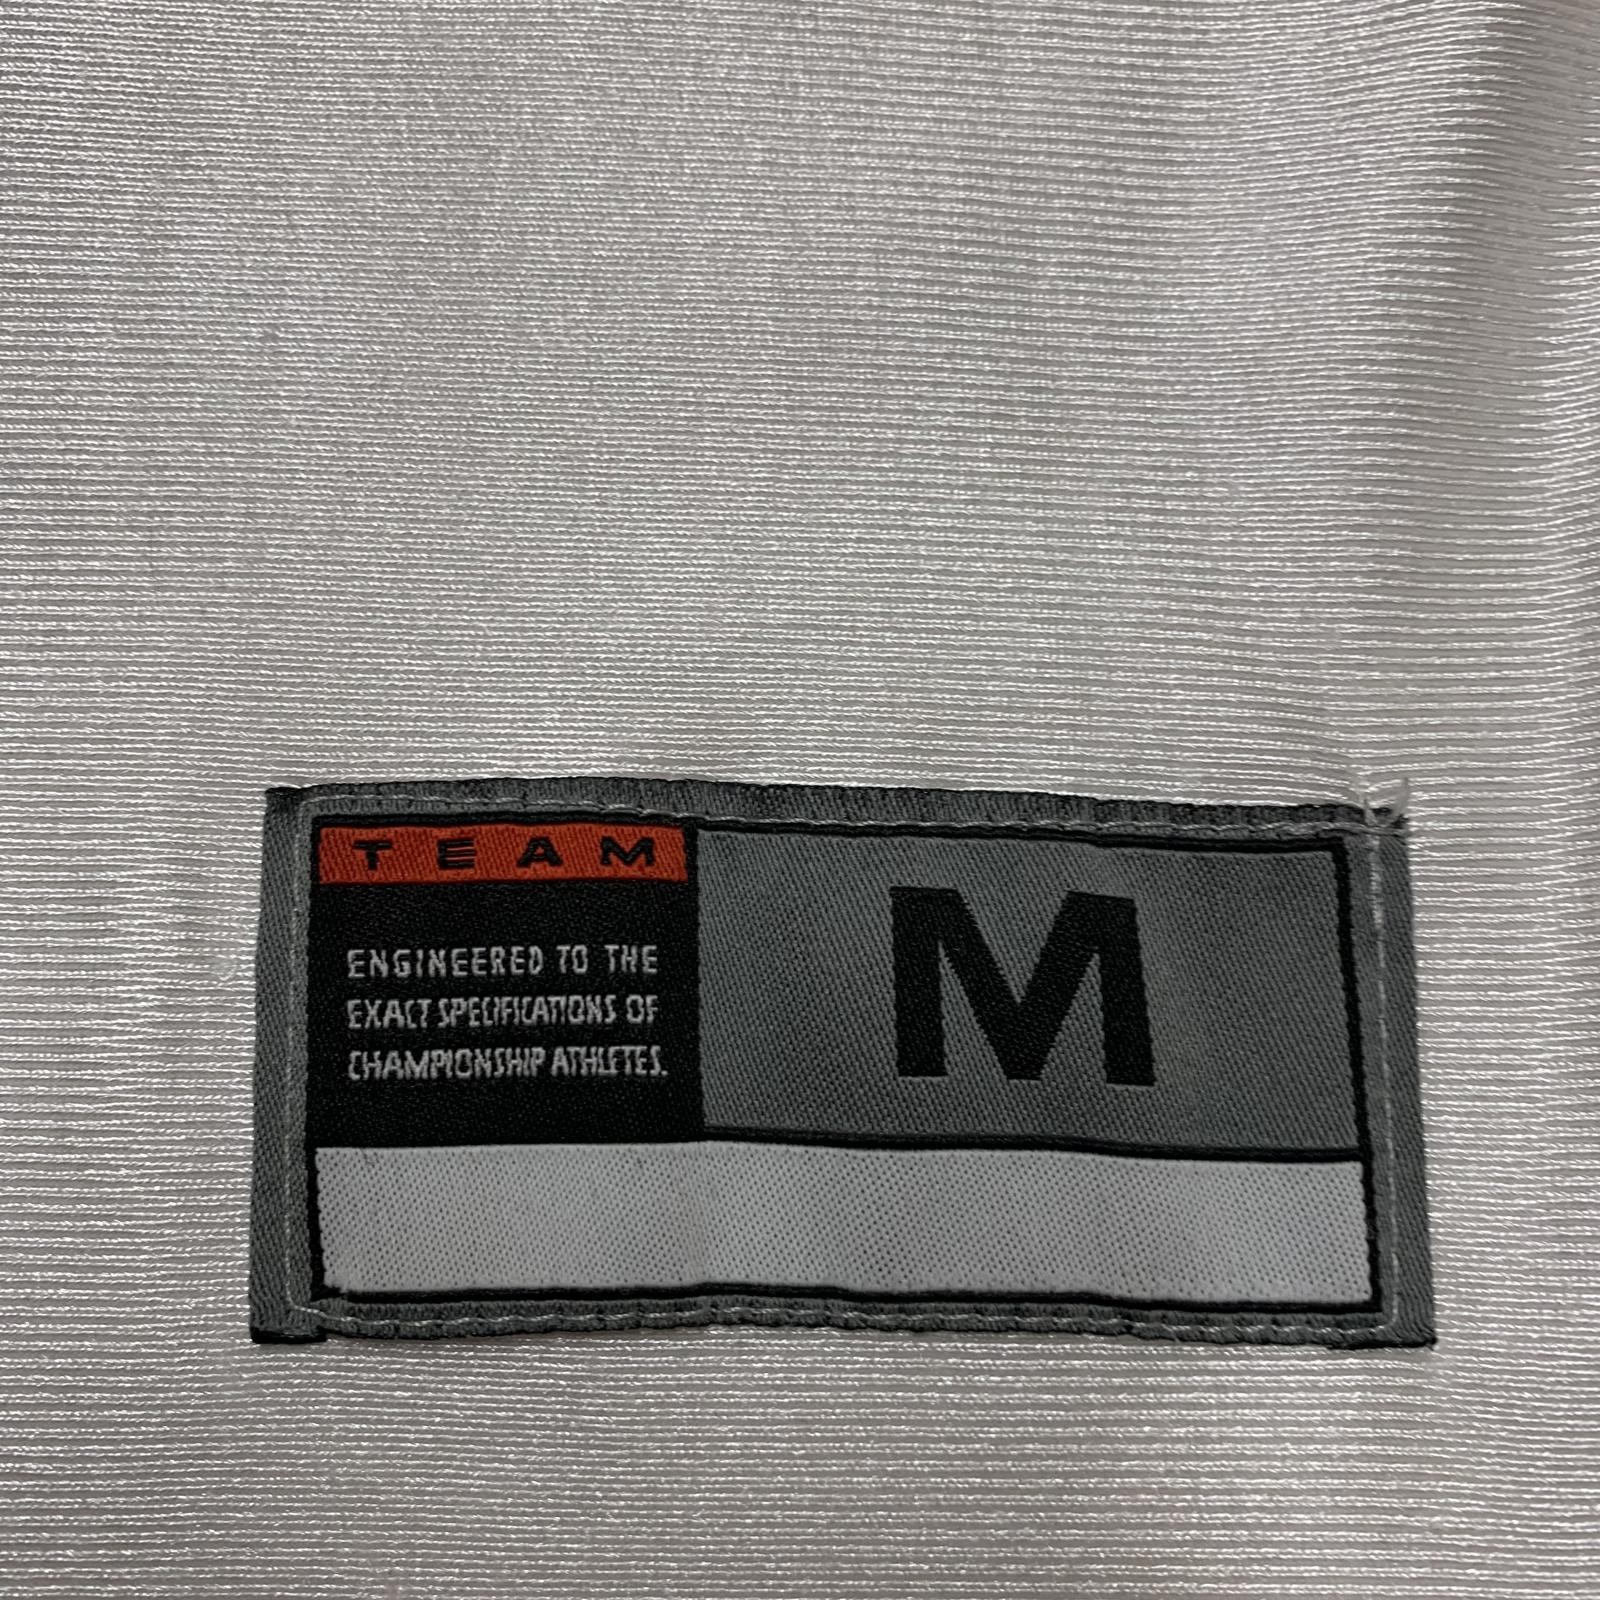 TEAM
ENGINEERED TO THE
EXACT SPECIFICATIONS OF
CHAMPIONSHIP ATHLETES.
M